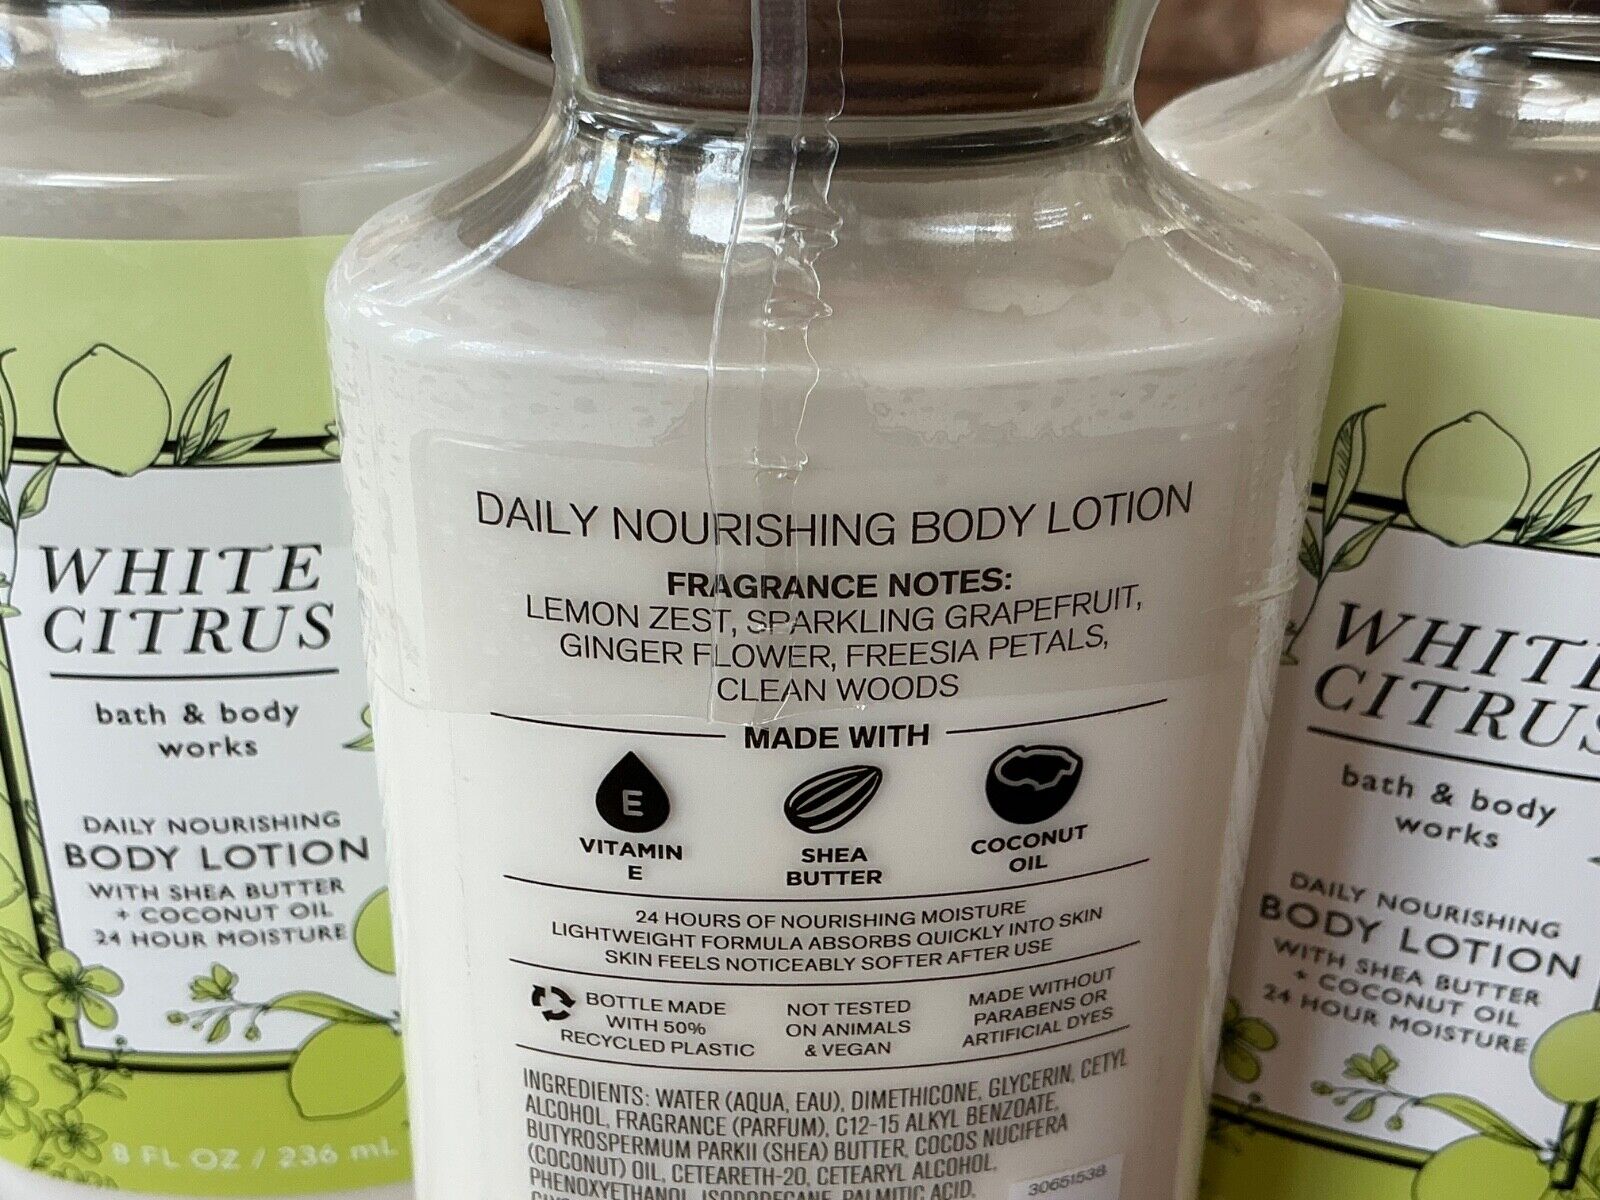 WHITE
CITRUS
bath & body
works
DAILY NOURISHING
BODY LOTION
WITH SHEA BUTTER
+ COCONUT OIL
24 HOUR MOISTURE
8 FL OZ / 236 mL
DAILY NOURISHING BODY LOTION
FRAGRANCE NOTES:
LEMON ZEST, SPARKLING GRAPEFRUIT,
GINGER FLOWER, FREESIA PETALS,
CLEAN WOODS
MADE WITH
E
VITAMIN
E
SHEA
BUTTER
COCONUT
OIL
24 HOURS OF NOURISHING MOISTURE
LIGHTWEIGHT FORMULA ABSORBS QUICKLY INTO SKIN
SKIN FEELS NOTICEABLY SOFTER AFTER USE
BOTTLE MADE
WITH 50%
RECYCLED PLASTIC
NOT TESTED
ON ANIMALS
& VEGAN
MADE WITHOUT
PARABENS OR
ARTIFICIAL DYES
INGREDIENTS: WATER (AQUA, EAU), DIMETHICONE, GLYCERIN, CETYL
ALCOHOL, FRAGRANCE (PARFUM), C12-15 ALKYL BENZOATE,
BUTYROSPERMUM PARKII (SHEA) BUTTER, COCOS NUCIFERA
(COCONUT) OIL, CETEARETH-20, CETEARYL ALCOHOL,
PHENOXYETHANOL, ISODODECANE, PALMITIC ACID,
30651538
WHITE
CITRUS
bath & body
works
DAILY NOURISHING
BODY LOTION
WITH SHEA BUTTER
+ COCONUT OIL
24 HOUR MOISTURE